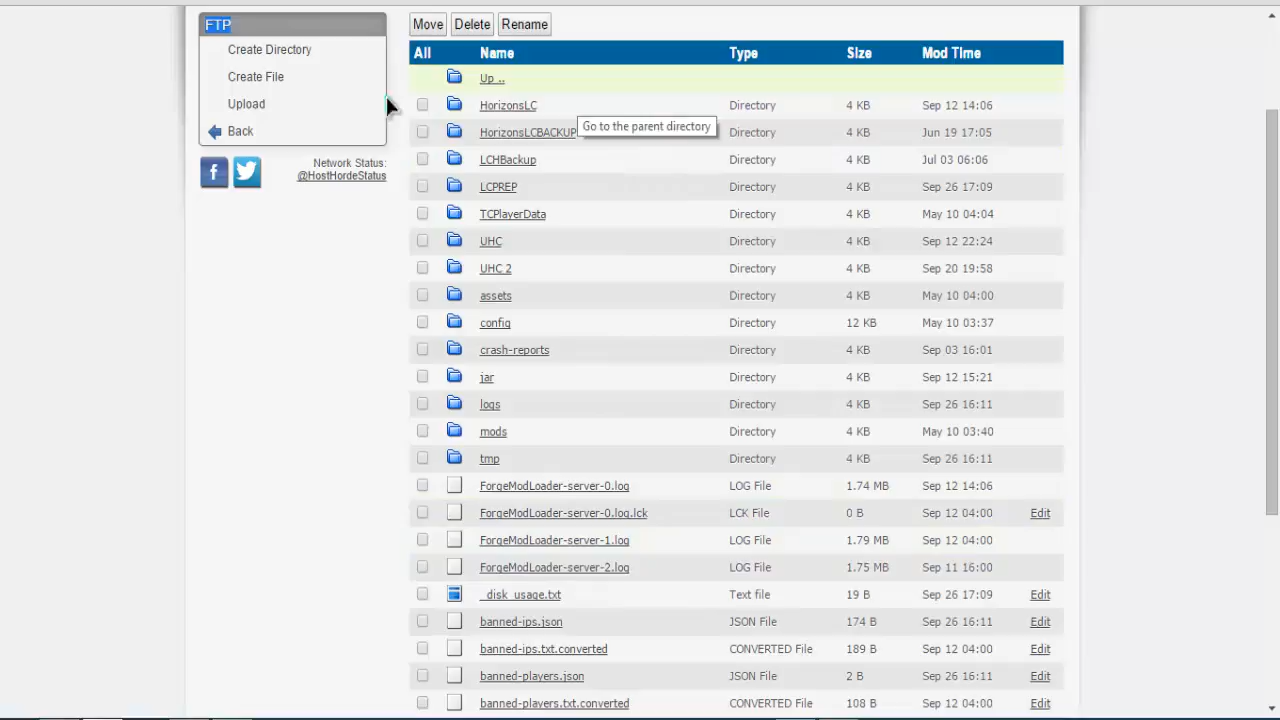 FTP
Create Directory
Create File
Upload
Back
Network Status:
@HostHordeStatus
Move Delete Rename
All Name Type Size Mod Time
Up ..
HorizonsLC Directory 4 KB Sep 12 14:06
Go to the parent directory
HorizonsLCBACKUP Directory 4 KB Jun 19 17:05
LCHBackup Directory 4 KB Jul 03 06:06
LCPREP Directory 4 KB Sep 26 17:09
TCPlayerData Directory 4 KB May 10 04:04
UHC Directory 4 KB Sep 12 22:24
UHC 2 Directory 4 KB Sep 20 19:58
assets Directory 4 KB May 10 04:00
config Directory 12 KB May 10 03:37
crash-reports Directory 4 KB Sep 03 16:01
jar Directory 4 KB Sep 12 15:21
logs Directory 4 KB Sep 26 16:11
mods Directory 4 KB May 10 03:40
tmp Directory 4 KB Sep 26 16:11
ForgeModLoader-server-0.log LOG File 1.74 MB Sep 12 14:06
ForgeModLoader-server-0.log.lck LCK File 0 B Sep 12 04:00 Edit
ForgeModLoader-server-1.log LOG File 1.79 MB Sep 12 04:00
ForgeModLoader-server-2.log LOG File 1.75 MB Sep 11 16:00
_disk_usage.txt Text file 19 B Sep 26 17:09 Edit
banned-ips.json JSON File 174 B Sep 26 16:11 Edit
banned-ips.txt.converted CONVERTED File 189 B Sep 12 04:00 Edit
banned-players.json JSON File 2 B Sep 26 16:11 Edit
banned-players.txt.converted CONVERTED File 108 B Sep 12 04:00 Edit